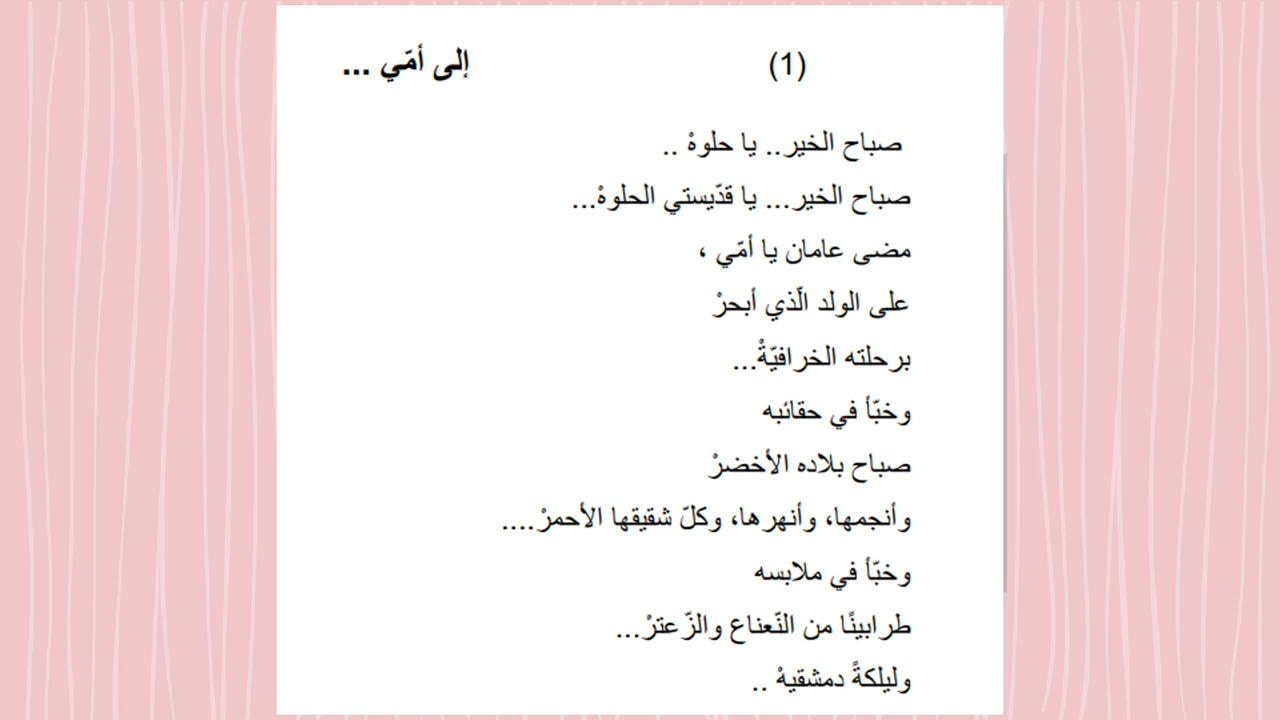 (1) إلى أمّي ...
صباح الخير.. يا حلوهْ ..
صباح الخير... يا قدّيستي الحلوهْ...
مضى عامان يا أمّي ،
على الولد الّذي أبحرْ
برحلته الخرافيّةْ...
وخبّأ في حقائبه
صباح بلاده الأخضرْ
وأنجمها، وأنهرها، وكلّ شقيقها الأحمرْ....
وخبّأ في ملابسه
طرابينًا من النّعناع والزّعترْ...
وليلكةً دمشقيهْ ..